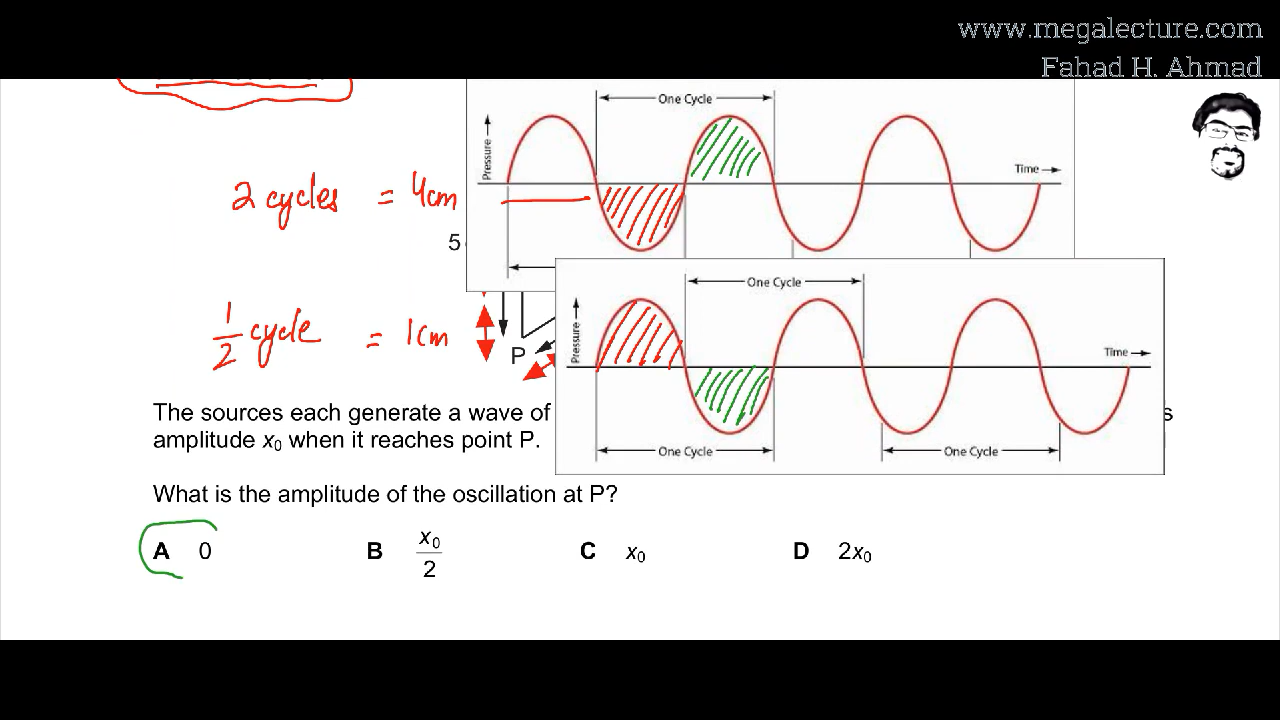 www.megalecture.com
Fahad H. Ahmad
One Cycle
Pressure
Time
2 cycles = 4cm
5
One Cycle
1/2 cycle = 1cm
Pressure
Time
P
The sources each generate a wave of
s
amplitude x₀ when it reaches point P.
One Cycle
One Cycle
What is the amplitude of the oscillation at P?
A 0
B x₀/2
C x₀
D 2x₀